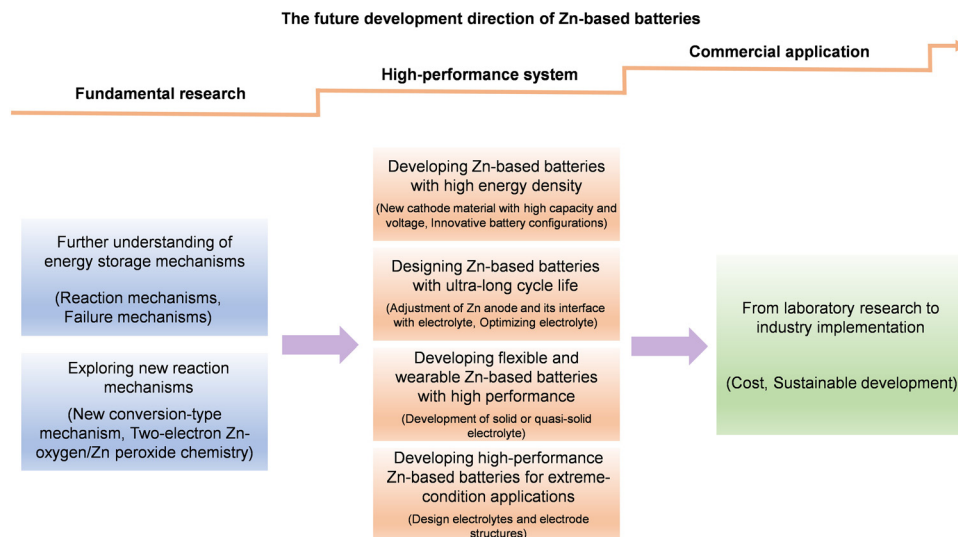 The future development direction of Zn-based batteries
Fundamental research
High-performance system
Commercial application
Further understanding of
energy storage mechanisms
(Reaction mechanisms,
Failure mechanisms)
Exploring new reaction
mechanisms
(New conversion-type
mechanism, Two-electron Zn-
oxygen/Zn peroxide chemistry)
Developing Zn-based batteries
with high energy density
(New cathode material with high capacity and
voltage, Innovative battery configurations)
Designing Zn-based batteries
with ultra-long cycle life
(Adjustment of Zn anode and its interface
with electrolyte, Optimizing electrolyte)
Developing flexible and
wearable Zn-based batteries
with high performance
(Development of solid or quasi-solid
electrolyte)
Developing high-performance
Zn-based batteries for extreme-
condition applications
(Design electrolytes and electrode
structures)
From laboratory research to
industry implementation
(Cost, Sustainable development)